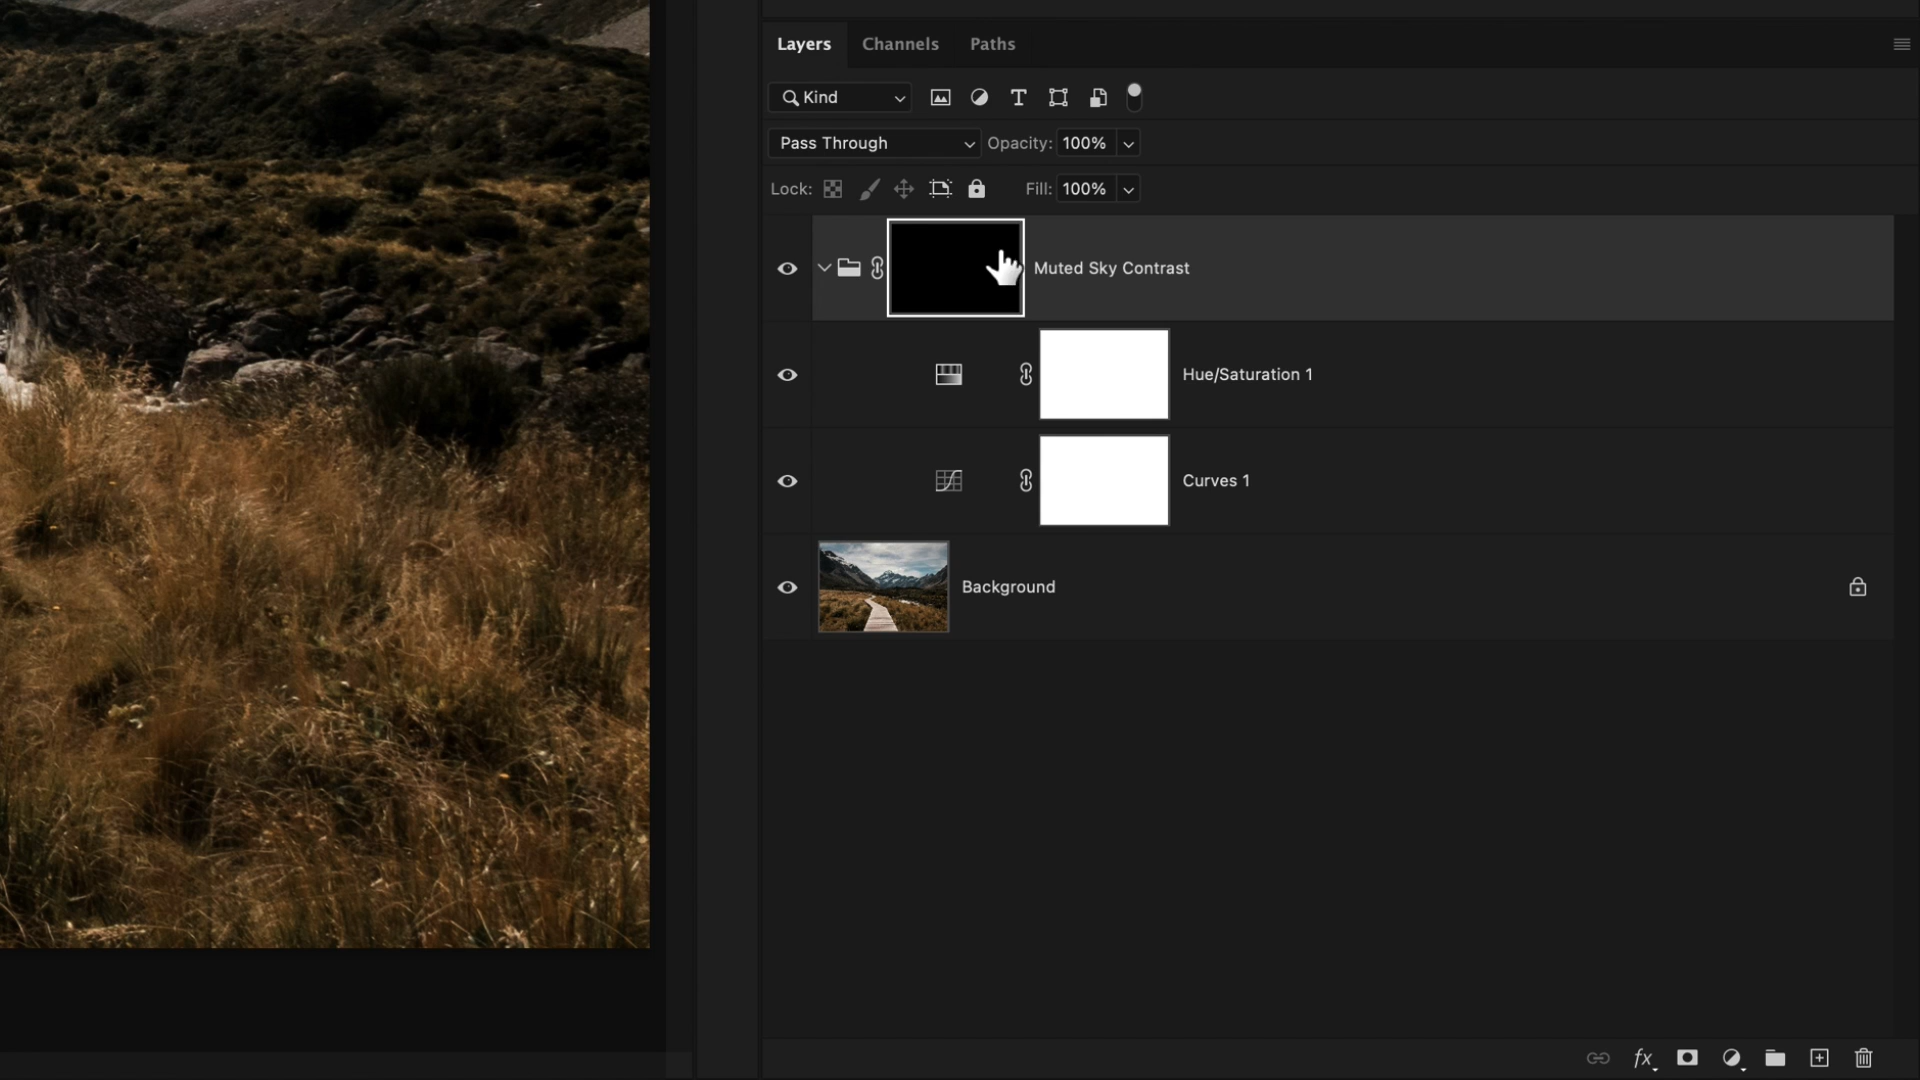 Layers Channels Paths
Kind
Pass Through Opacity: 100%
Lock: Fill: 100%
Muted Sky Contrast
Hue/Saturation 1
Curves 1
Background
fx